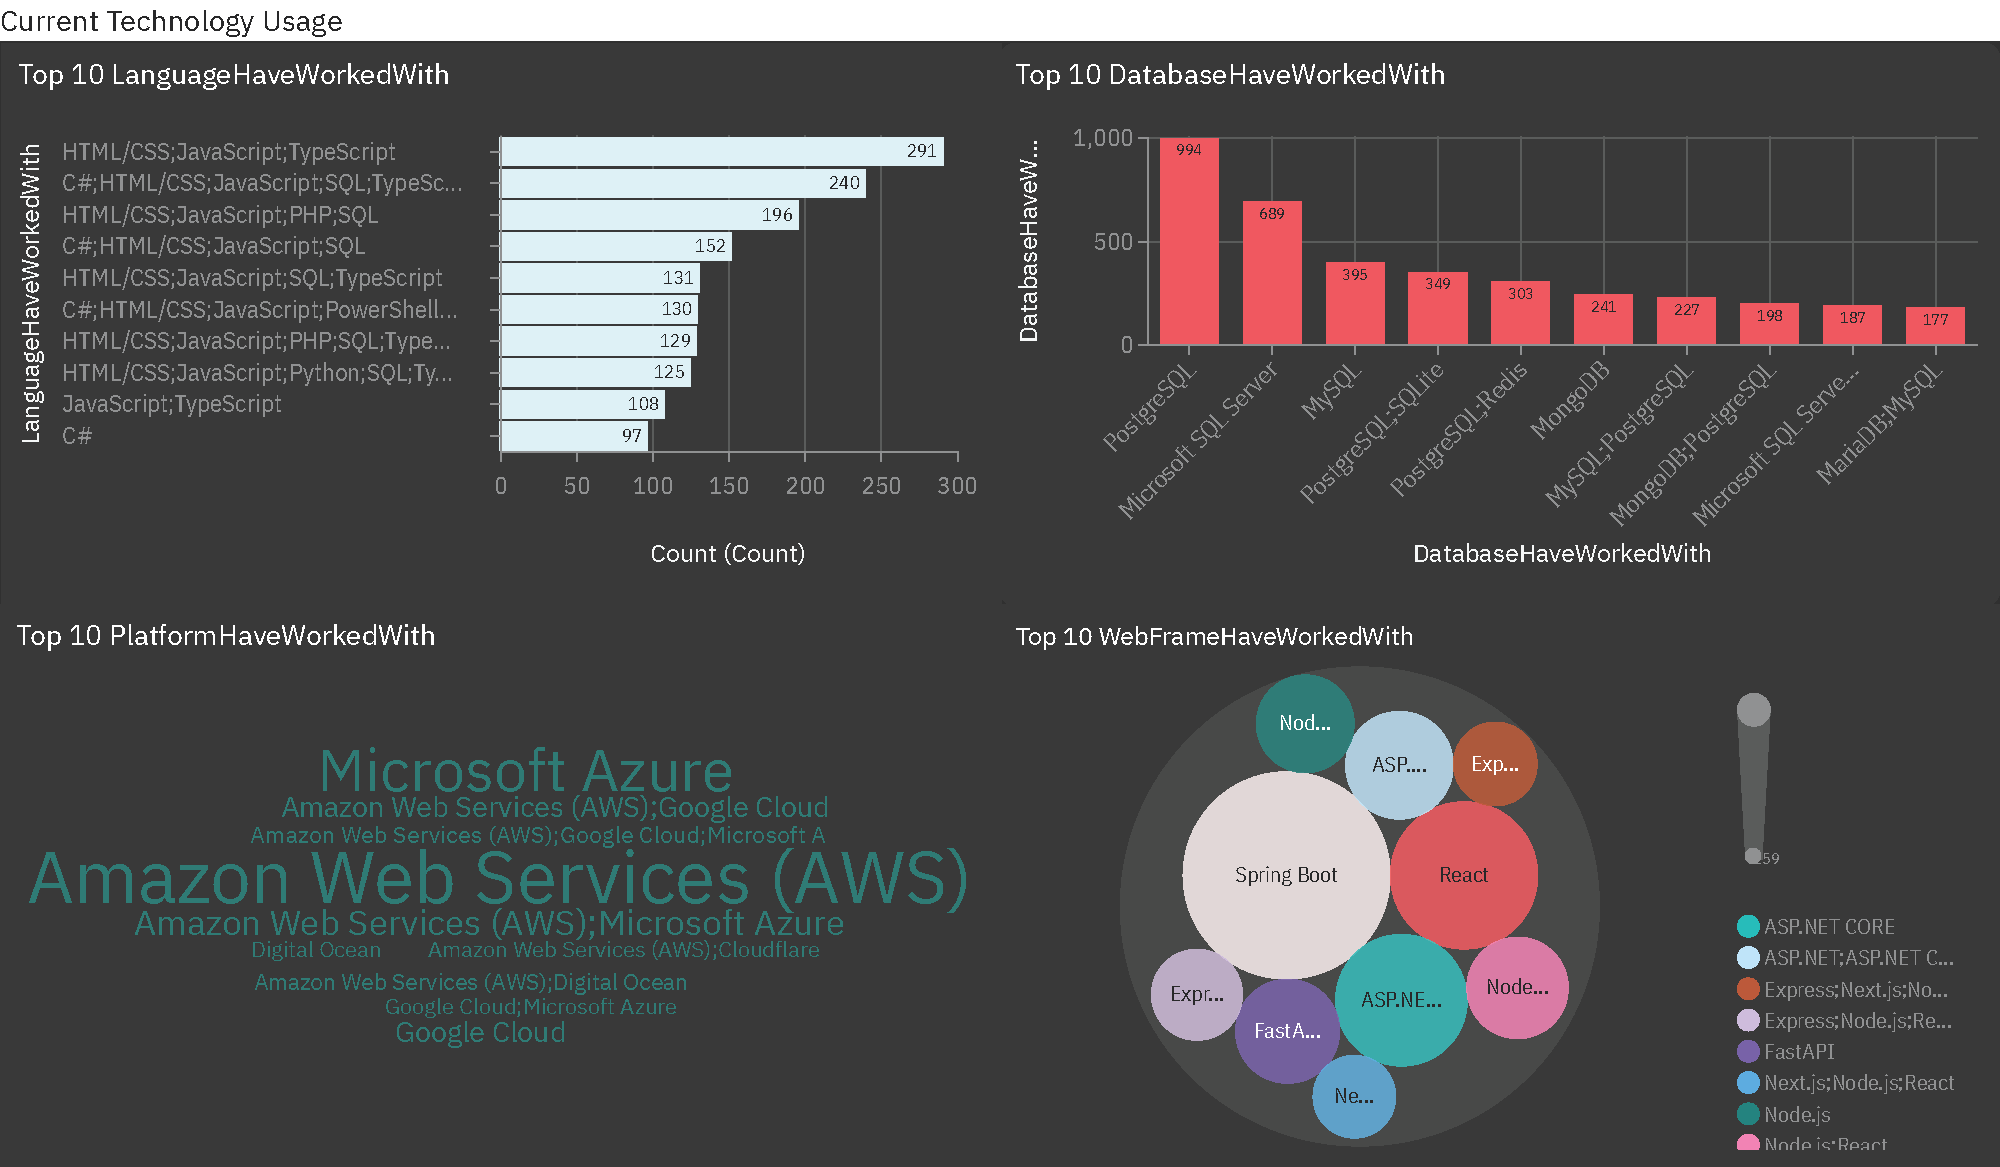 Current Technology Usage
Top 10 LanguageHaveWorkedWith
LanguageHaveWorkedWith
HTML/CSS;JavaScript;TypeScript
291
C#;HTML/CSS;JavaScript;SQL;TypeSc...
240
HTML/CSS;JavaScript;PHP;SQL
196
C#;HTML/CSS;JavaScript;SQL
152
HTML/CSS;JavaScript;SQL;TypeScript
131
C#;HTML/CSS;JavaScript;PowerShell...
130
HTML/CSS;JavaScript;PHP;SQL;Type...
129
HTML/CSS;JavaScript;Python;SQL;Ty...
125
JavaScript;TypeScript
108
C#
97
0 50 100 150 200 250 300
Count (Count)
Top 10 DatabaseHaveWorkedWith
DatabaseHaveW...
1,000
500
0
994
689
395
349
303
241
227
198
187
177
PostgreSQL
Microsoft SQL Server
MySQL
PostgreSQL;SQLite
PostgreSQL;Redis
MongoDB
MySQL;PostgreSQL
MongoDB;PostgreSQL
Microsoft SQL Serve...
MariaDB;MySQL
DatabaseHaveWorkedWith
Top 10 PlatformHaveWorkedWith
Microsoft Azure
Amazon Web Services (AWS);Google Cloud
Amazon Web Services (AWS);Google Cloud;Microsoft A
Amazon Web Services (AWS)
Amazon Web Services (AWS);Microsoft Azure
Digital Ocean
Amazon Web Services (AWS);Cloudflare
Amazon Web Services (AWS);Digital Ocean
Google Cloud;Microsoft Azure
Google Cloud
Top 10 WebFrameHaveWorkedWith
Nod...
ASP....
Exp...
Spring Boot
React
Expr...
FastA...
ASP.NE...
Node...
Ne...
ASP.NET CORE
ASP.NET;ASP.NET C...
Express;Next.js;No...
Express;Node.js;Re...
FastAPI
Next.js;Node.js;React
Node.js
Node.js;React